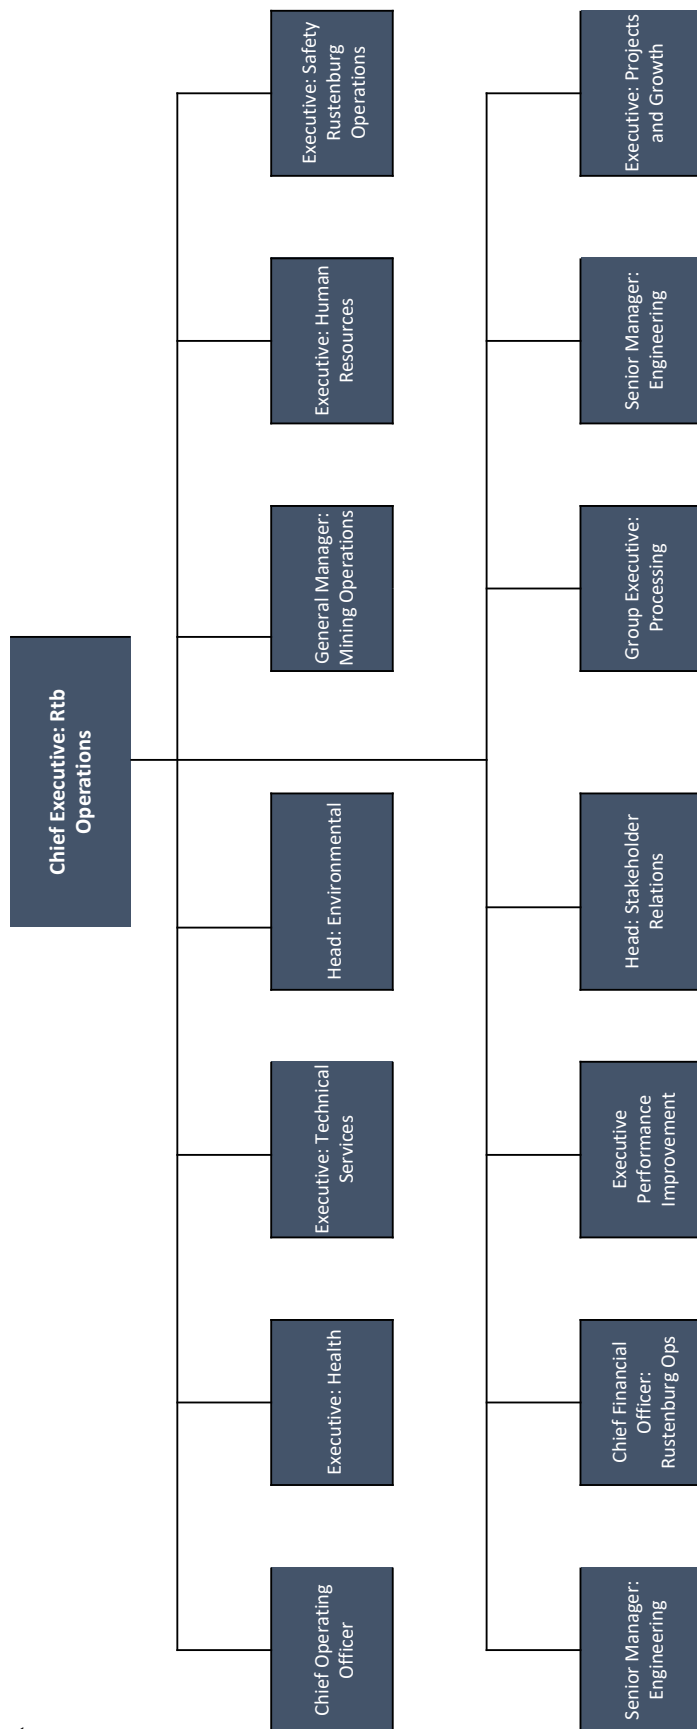 Chief Executive: Rtb
Operations
Chief Operating
Officer
Executive: Health
Executive: Technical
Services
Head: Environmental
General Manager:
Mining Operations
Executive: Human
Resources
Executive: Safety
Rustenburg
Operations
Senior Manager:
Engineering
Chief Financial
Officer:
Rustenburg Ops
Executive
Performance
Improvement
Head: Stakeholder
Relations
Group Executive:
Processing
Senior Manager:
Engineering
Executive: Projects
and Growth